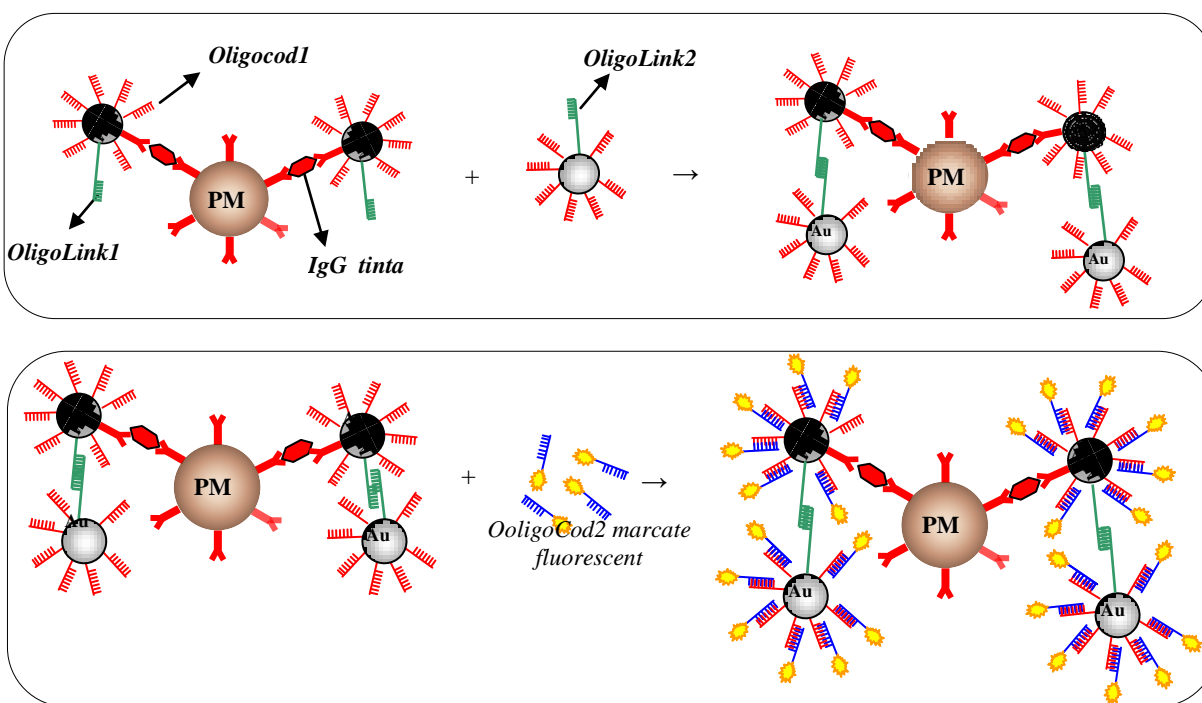 Oligocod1
OligoLink2
PM
+
→
PM
Au
Au
OligoLink1
IgG tinta
PM
Au
Au
+
→
OoligoCod2 marcate
fluorescent
PM
Au
Au